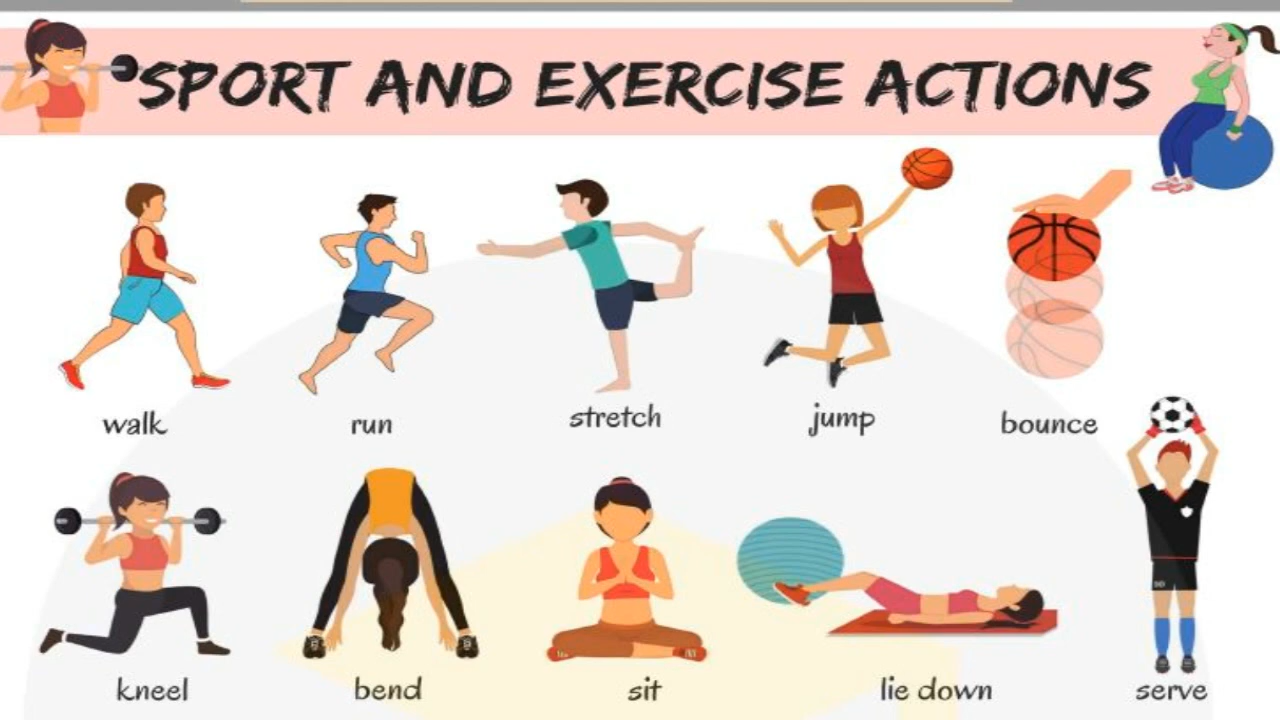 SPORT AND EXERCISE ACTIONS
walk run stretch jump bounce
kneel bend sit lie down serve